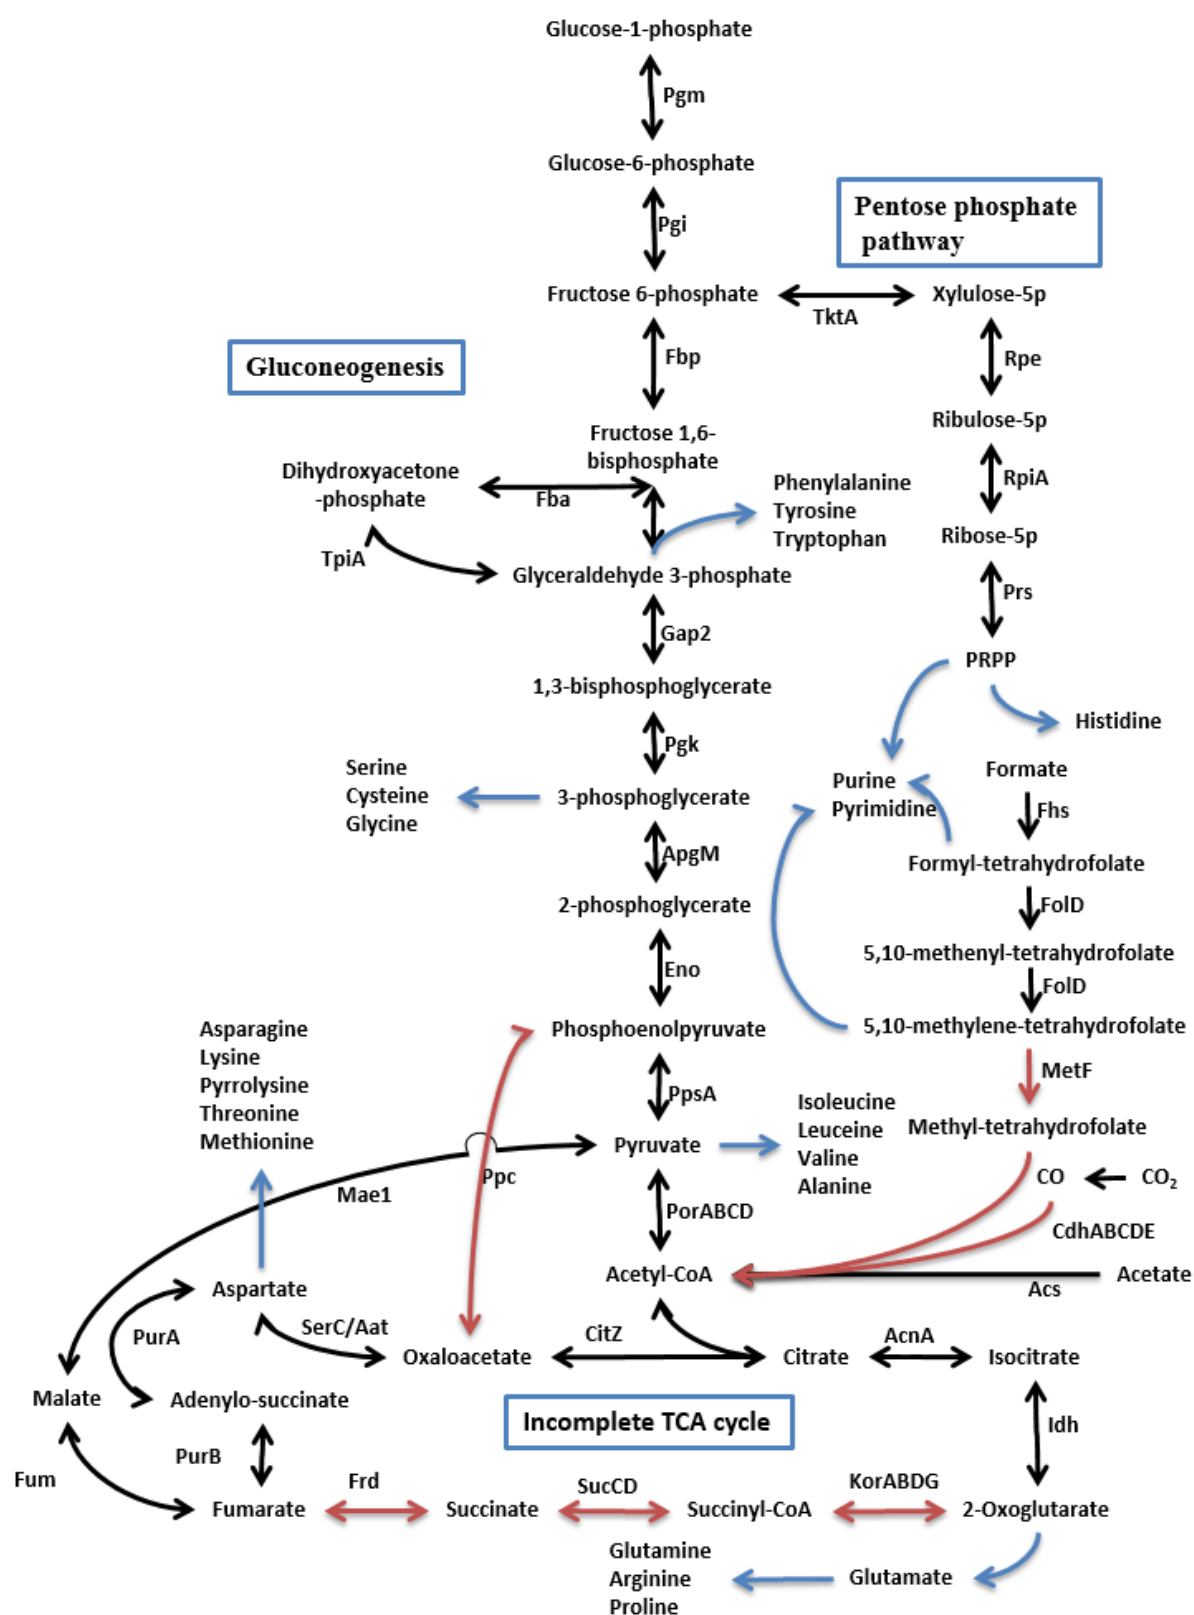 Glucose-1-phosphate
Pgm
Glucose-6-phosphate
Pentose phosphate
pathway
Pgi
Fructose 6-phosphate
TktA
Xylulose-5p
Gluconeogenesis
Fbp
Rpe
Ribulose-5p
Fructose 1,6-
bisphosphate
Dihydroxyacetone
-phosphate
Fba
RpiA
Phenylalanine
Tyrosine
Tryptophan
Ribose-5p
TpiA
Glyceraldehyde 3-phosphate
Prs
Gap2
PRPP
1,3-bisphosphoglycerate
Histidine
Pgk
Serine
Cysteine
Glycine
3-phosphoglycerate
Purine
Pyrimidine
Formate
Fhs
ApgM
Formyl-tetrahydrofolate
2-phosphoglycerate
FolD
5,10-methenyl-tetrahydrofolate
Eno
FolD
5,10-methylene-tetrahydrofolate
Asparagine
Lysine
Pyrrolysine
Threonine
Methionine
Phosphoenolpyruvate
MetF
PpsA
Isoleucine
Leuceine
Valine
Alanine
Methyl-tetrahydrofolate
Pyruvate
Ppc
Mae1
CO
CO₂
PorABCD
CdhABCDE
Acetyl-CoA
Acetate
Acs
Aspartate
PurA
SerC/Aat
CitZ
AcnA
Oxaloacetate
Citrate
Isocitrate
Malate
Adenylo-succinate
Incomplete TCA cycle
Idh
PurB
Fum
Frd
SucCD
KorABDG
Fumarate
Succinate
Succinyl-CoA
2-Oxoglutarate
Glutamine
Arginine
Proline
Glutamate